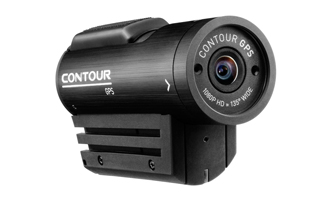 CONTOUR
GPS
CONTOUR GPS
1080P HD • 135° WIDE